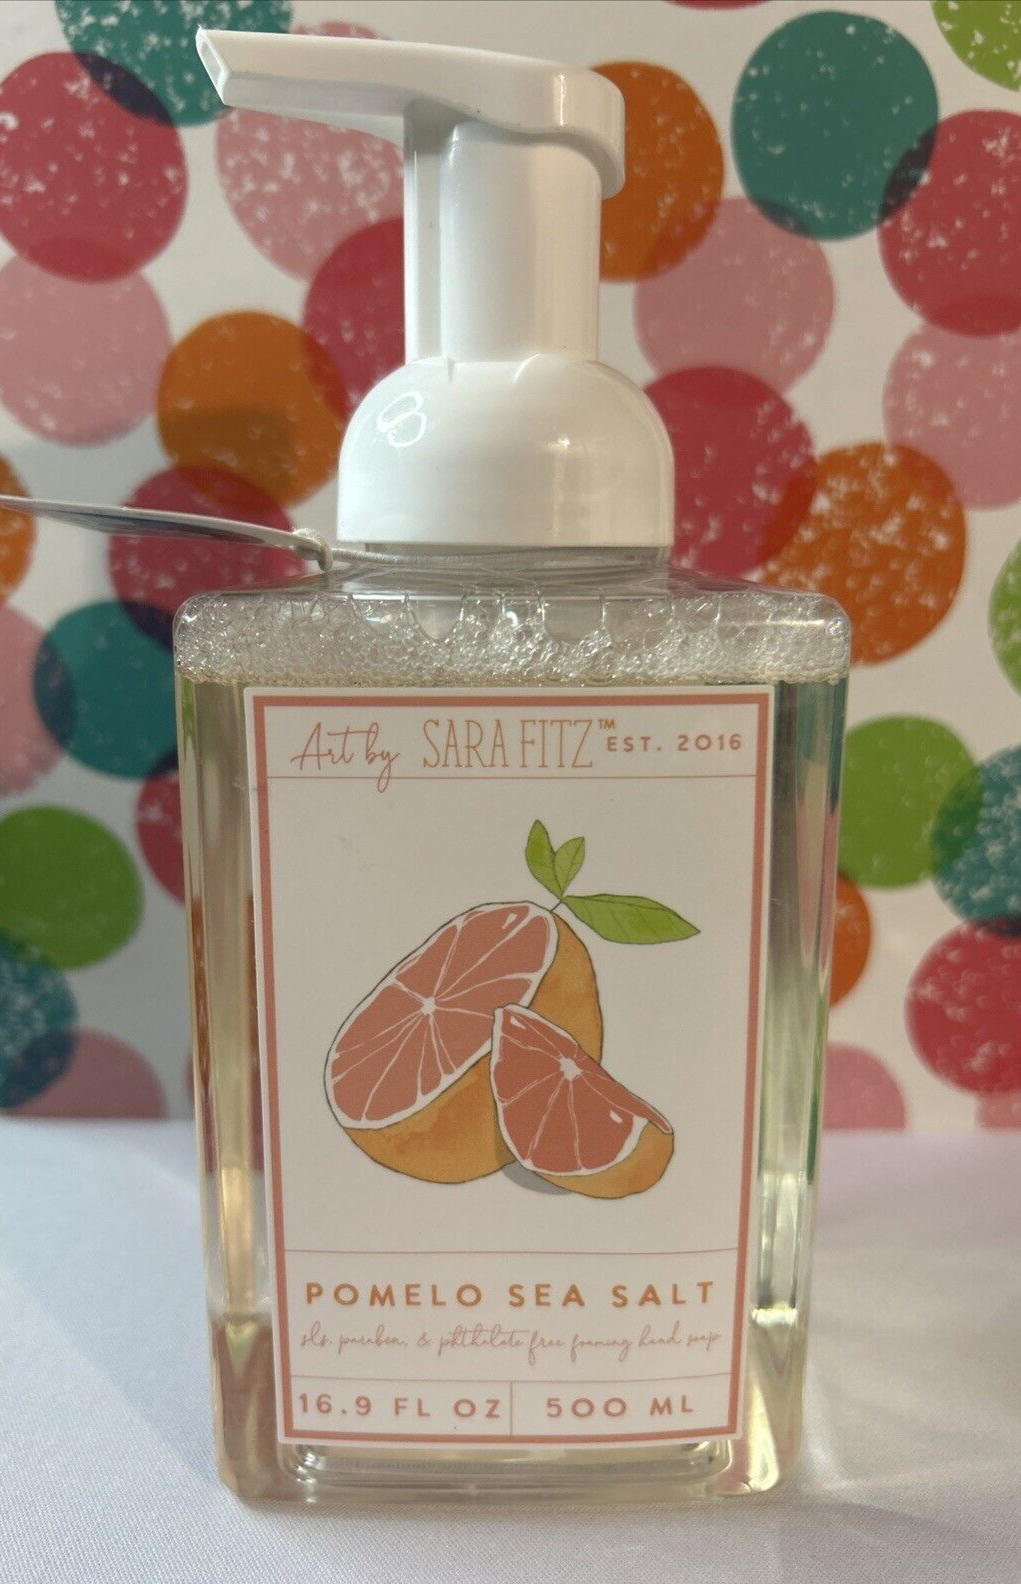 Art by SARA FITZ™ EST. 2016
POMELO SEA SALT
sls, paraben, & phthalate free foaming hand soap
16.9 FL OZ 500 ML